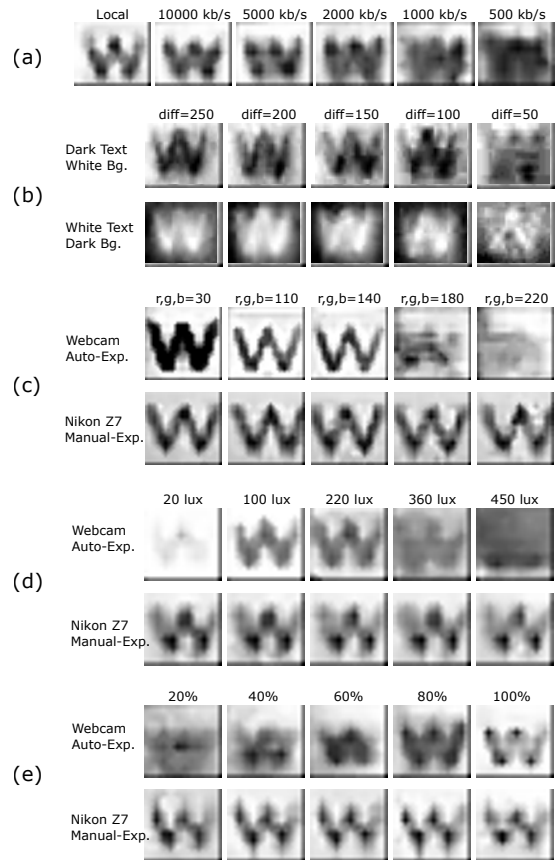 Local 10000 kb/s 5000 kb/s 2000 kb/s 1000 kb/s 500 kb/s
(a)
diff=250 diff=200 diff=150 diff=100 diff=50
Dark Text
White Bg.
(b)
White Text
Dark Bg.
r,g,b=30 r,g,b=110 r,g,b=140 r,g,b=180 r,g,b=220
Webcam
Auto-Exp.
(c)
Nikon Z7
Manual-Exp.
20 lux 100 lux 220 lux 360 lux 450 lux
Webcam
Auto-Exp.
(d)
Nikon Z7
Manual-Exp.
20% 40% 60% 80% 100%
Webcam
Auto-Exp.
(e)
Nikon Z7
Manual-Exp.